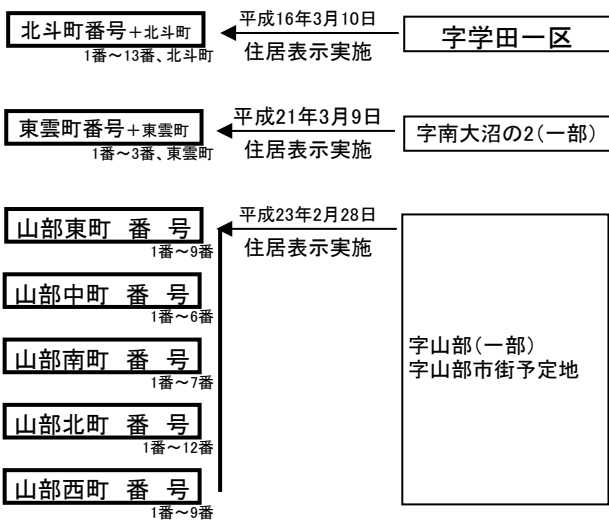 北斗町番号+北斗町
1番～13番、北斗町
平成16年3月10日
住居表示実施
字学田一区
東雲町番号+東雲町
1番～3番、東雲町
平成21年3月9日
住居表示実施
字南大沼の2(一部)
山部東町 番 号
1番～9番
平成23年2月28日
住居表示実施
山部中町 番 号
1番～6番
山部南町 番 号
1番～7番
山部北町 番 号
1番～12番
山部西町 番 号
1番～9番
字山部(一部)
字山部市街予定地